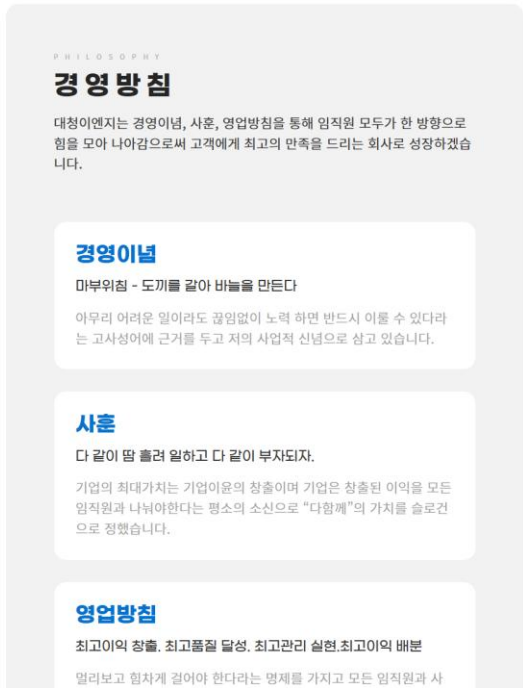 PHILOSOPHY
경영방침
대청이엔지는 경영이념, 사훈, 영업방침을 통해 임직원 모두가 한 방향으로
힘을 모아 나아감으로써 고객에게 최고의 만족을 드리는 회사로 성장하겠습
니다.
경영이념
마부위침 - 도끼를 갈아 바늘을 만든다
아무리 어려운 일이라도 끊임없이 노력 하면 반드시 이룰 수 있다라
는 고사성어에 근거를 두고 저의 사업적 신념으로 삼고 있습니다.
사훈
다 같이 땀 흘려 일하고 다 같이 부자되자.
기업의 최대가치는 기업이윤의 창출이며 기업은 창출된 이익을 모든
임직원과 나눠야한다는 평소의 소신으로 “다함께”의 가치를 슬로건
으로 정했습니다.
영업방침
최고이익 창출, 최고품질 달성, 최고관리 실현,최고이익 배분
멀리보고 힘차게 걸어야 한다라는 명제를 가지고 모든 임직원과 사